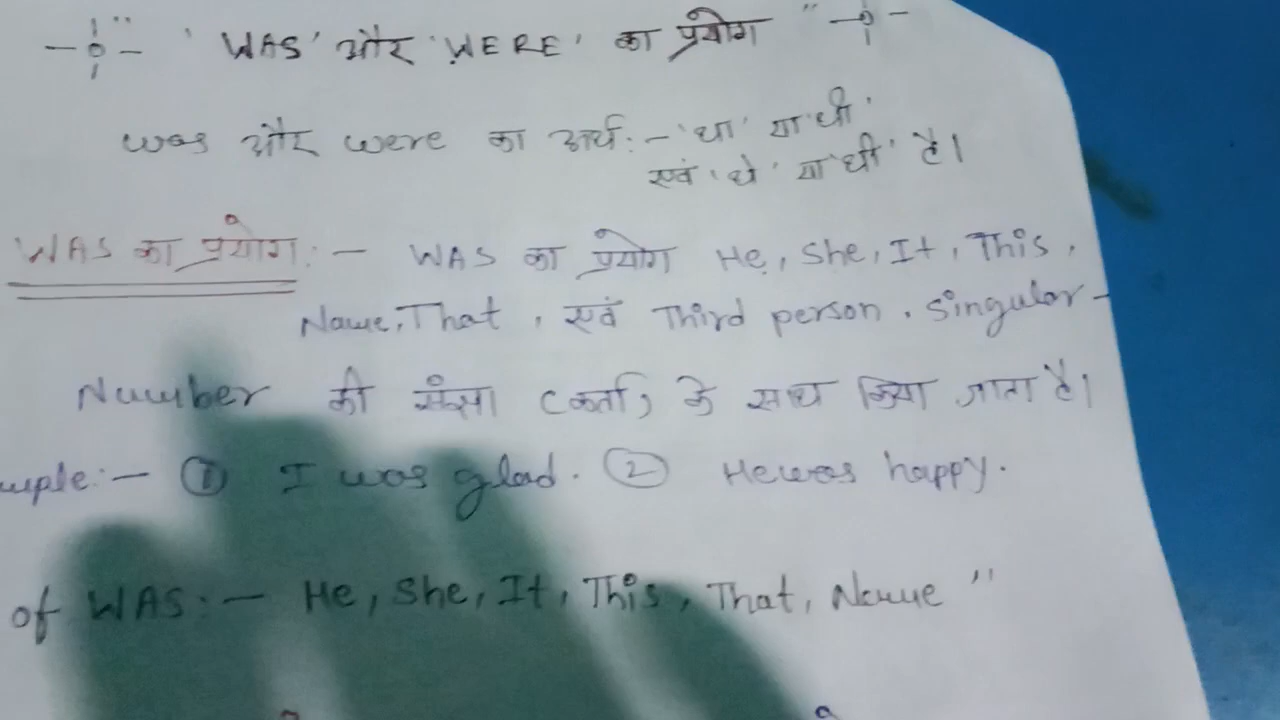 " 'WAS' और 'WERE' का प्रयोग "
was और were का अर्थ:- 'था' या 'थी'
एवं 'थे' या 'थी' है।
WAS का प्रयोग:- WAS का प्रयोग He, She, It, This,
Name, That, एवं Third person, Singular-
Number की संज्ञा (कर्ता) के साथ किया जाता है।
mple:- ① I was glad. ② He was happy.
of WAS:- He, She, It, This, That, Name "